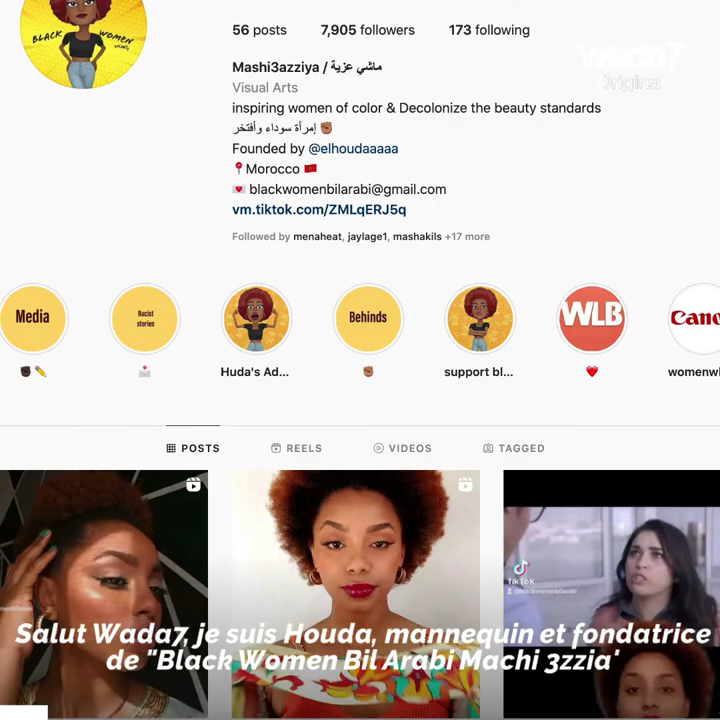 BLACK WOMEN
56 posts 7,905 followers 173 following
Wada7
Original
Mashi3azziya / ماشي عزية
Visual Arts
inspiring women of color & Decolonize the beauty standards
إمرأة سوداء وأفتخر ✊🏾
Founded by @elhoudaaaaa
📍Morocco 🇲🇦
💌 blackwomenbilarabi@gmail.com
vm.tiktok.com/ZMLqERJ5q
Followed by menaheat, jaylage1, mashakils +17 more
Media
Racist
stories
Behinds
WLB
Huda's Ad...
support bl...
womenwl
POSTS REELS VIDEOS TAGGED
TikTok
Salut Wada7, je suis Houda, mannequin et fondatrice
de "Black Women Bil Arabi Machi 3zzia'